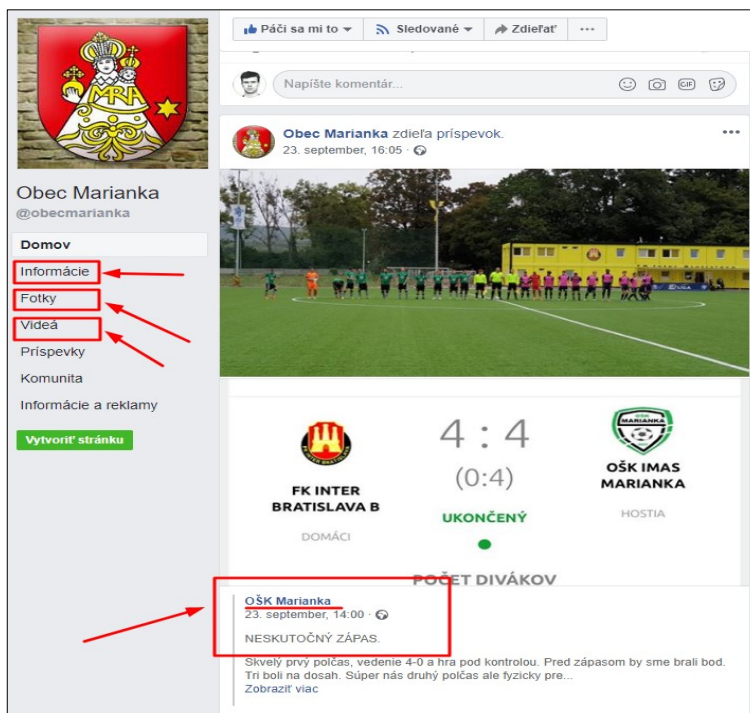 Páči sa mi to
Sledované
Zdieľať
Napíšte komentár...
GIF
MRA
Obec Marianka
@obecmarianka
Domov
Informácie
Fotky
Videá
Príspevky
Komunita
Informácie a reklamy
Vytvoriť stránku
Obec Marianka zdieľa príspevok.
23. september, 16:05
4 : 4
(0:4)
UKONČENÝ
FK INTER
BRATISLAVA B
DOMÁCI
MARIANKA
OŠK IMAS
MARIANKA
HOSTIA
POČET DIVÁKOV
OŠK Marianka
23. september, 14:00
NESKUTOČNÝ ZÁPAS.
Skvelý prvý polčas, vedenie 4-0 a hra pod kontrolou. Pred zápasom by sme brali bod.
Tri boli na dosah. Súper nás druhý polčas ale fyzicky pre...
Zobraziť viac